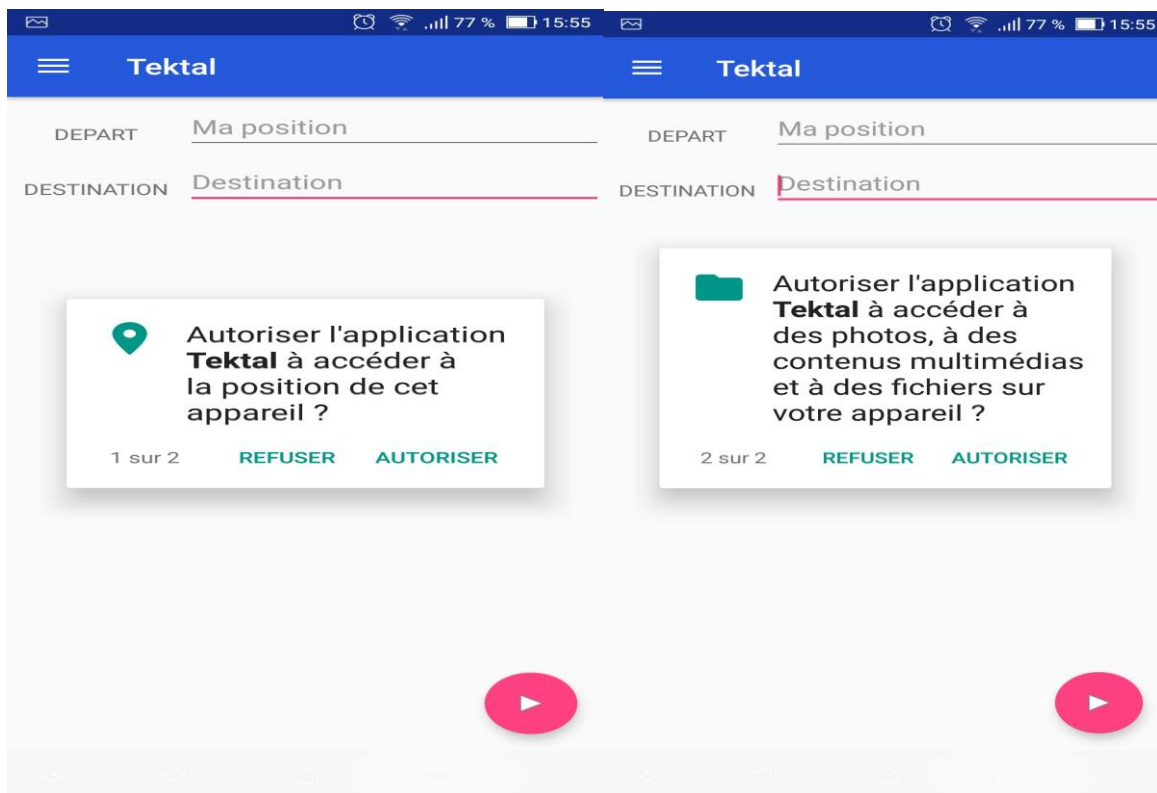 77 % 15:55
Tektal
DEPART Ma position
DESTINATION Destination
Autoriser l'application
Tektal à accéder à
la position de cet
appareil ?
1 sur 2 REFUSER AUTORISER
77 % 15:55
Tektal
DEPART Ma position
DESTINATION Destination
Autoriser l'application
Tektal à accéder à
des photos, à des
contenus multimédias
et à des fichiers sur
votre appareil ?
2 sur 2 REFUSER AUTORISER